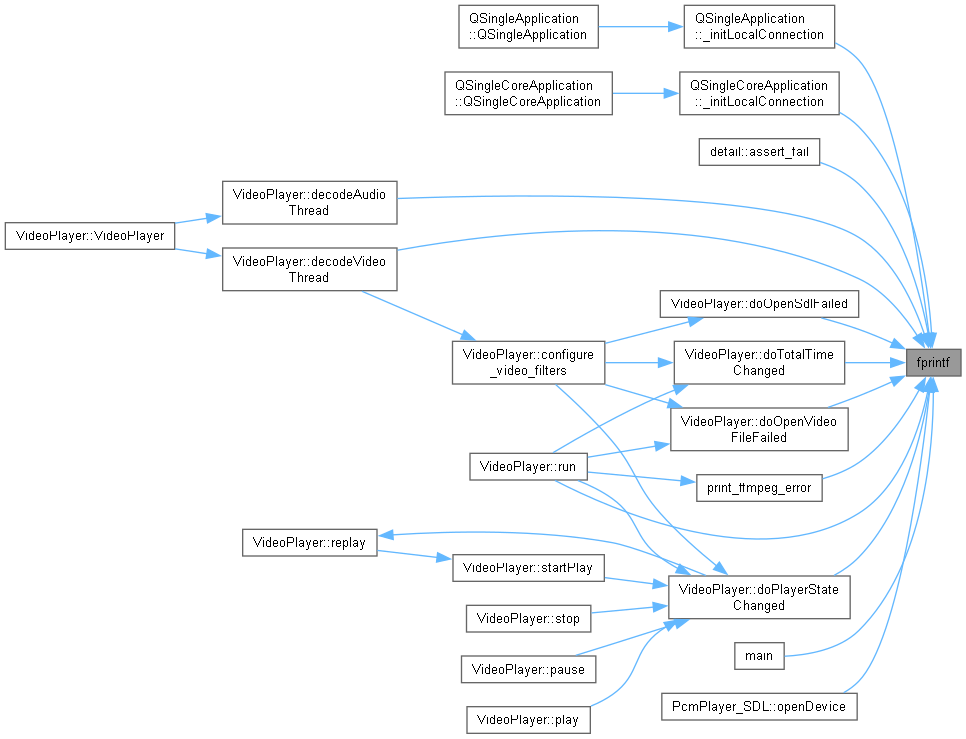 QSingleApplication
::QSingleApplication
QSingleApplication
::_initLocalConnection
QSingleCoreApplication
::QSingleCoreApplication
QSingleCoreApplication
::_initLocalConnection
detail::assert_fail
VideoPlayer::decodeAudio
Thread
VideoPlayer::VideoPlayer
VideoPlayer::decodeVideo
Thread
VideoPlayer::doOpenSdlFailed
VideoPlayer::configure
_video_filters
VideoPlayer::doTotalTime
Changed
fprintf
VideoPlayer::doOpenVideo
FileFailed
VideoPlayer::run
print_ffmpeg_error
VideoPlayer::replay
VideoPlayer::startPlay
VideoPlayer::doPlayerState
Changed
VideoPlayer::stop
main
VideoPlayer::pause
PcmPlayer_SDL::openDevice
VideoPlayer::play